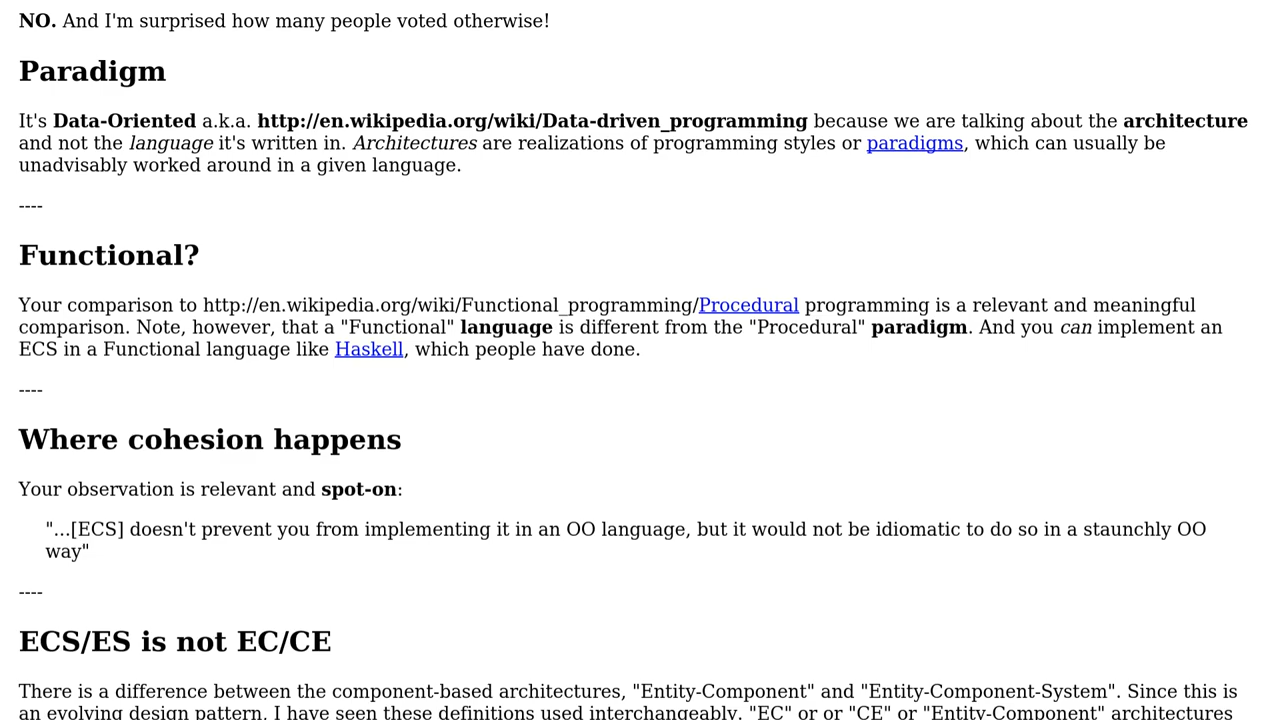 NO. And I'm surprised how many people voted otherwise!
Paradigm
It's Data-Oriented a.k.a. http://en.wikipedia.org/wiki/Data-driven_programming because we are talking about the architecture
and not the language it's written in. Architectures are realizations of programming styles or paradigms, which can usually be
unadvisably worked around in a given language.
----
Functional?
Your comparison to http://en.wikipedia.org/wiki/Functional_programming/Procedural programming is a relevant and meaningful
comparison. Note, however, that a "Functional" language is different from the "Procedural" paradigm. And you can implement an
ECS in a Functional language like Haskell, which people have done.
----
Where cohesion happens
Your observation is relevant and spot-on:
"...[ECS] doesn't prevent you from implementing it in an OO language, but it would not be idiomatic to do so in a staunchly OO
way"
----
ECS/ES is not EC/CE
There is a difference between the component-based architectures, "Entity-Component" and "Entity-Component-System". Since this is
an evolving design pattern, I have seen these definitions used interchangeably. "EC" or or "CE" or "Entity-Component" architectures